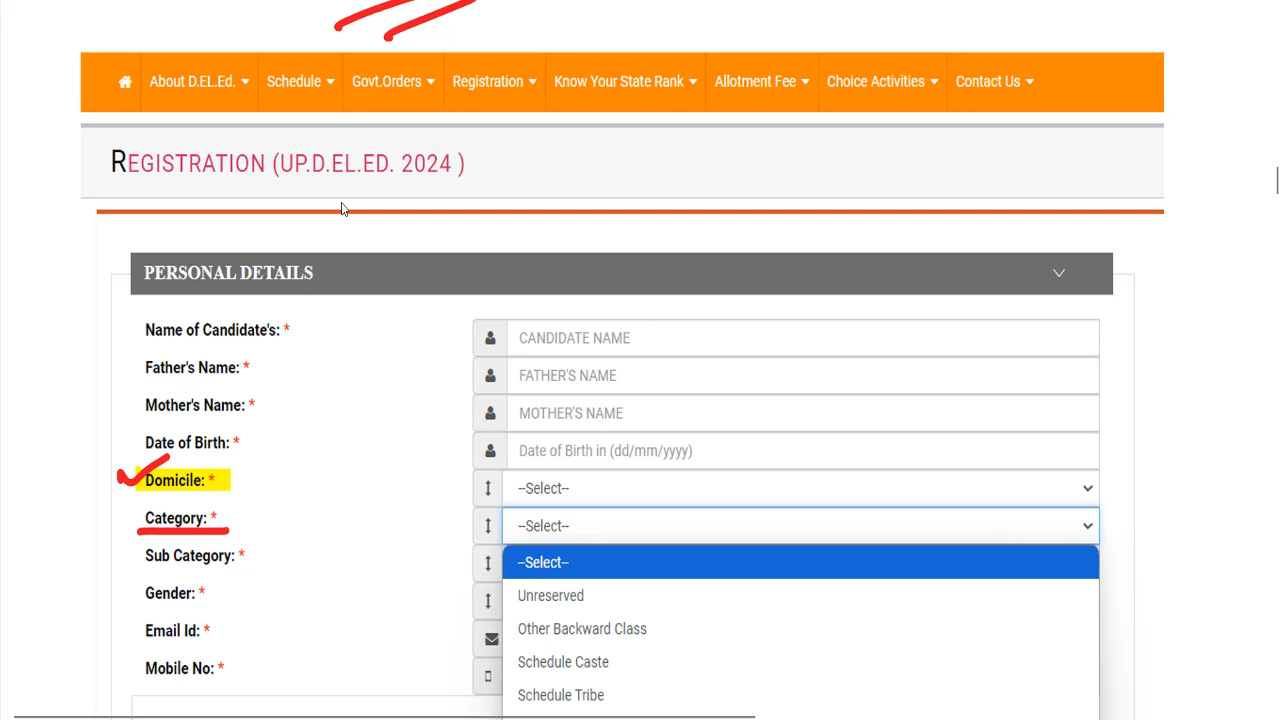 About D.EL.Ed. Schedule Govt.Orders Registration Know Your State Rank Allotment Fee Choice Activities Contact Us
REGISTRATION (UP.D.EL.ED. 2024 )
PERSONAL DETAILS
Name of Candidate's: * CANDIDATE NAME
Father's Name: * FATHER'S NAME
Mother's Name: * MOTHER'S NAME
Date of Birth: * Date of Birth in (dd/mm/yyyy)
Domicile: * --Select--
Category: * --Select--
Sub Category: * --Select--
Gender: * Unreserved
Email Id: * Other Backward Class
Mobile No: * Schedule Caste
Schedule Tribe